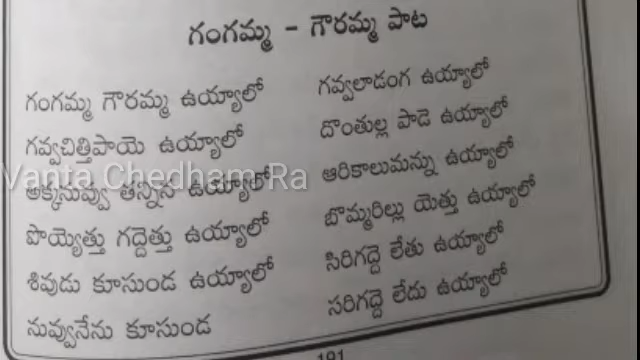 గంగమ్మ - గౌరమ్మ పాట
గంగమ్మ గౌరమ్మ ఉయ్యాలో
గవ్వచిత్తిపాయె ఉయ్యాలో
అక్కనువ్వు తన్నిన ఉయ్యాలో
పొయ్యెత్తు గద్దెత్తు ఉయ్యాలో
శివుడు కూసుండ ఉయ్యాలో
నువ్వునేను కూసుండ
గవ్వలాడంగ ఉయ్యాలో
దొంతుల్ల పాడె ఉయ్యాలో
ఆరికాలుమన్ను ఉయ్యాలో
బొమ్మరిల్లు యెత్తు ఉయ్యాలో
సిరిగద్దె లేతు ఉయ్యాలో
సరిగద్దె లేదు ఉయ్యాలో
191
Vanta Chedham Ra